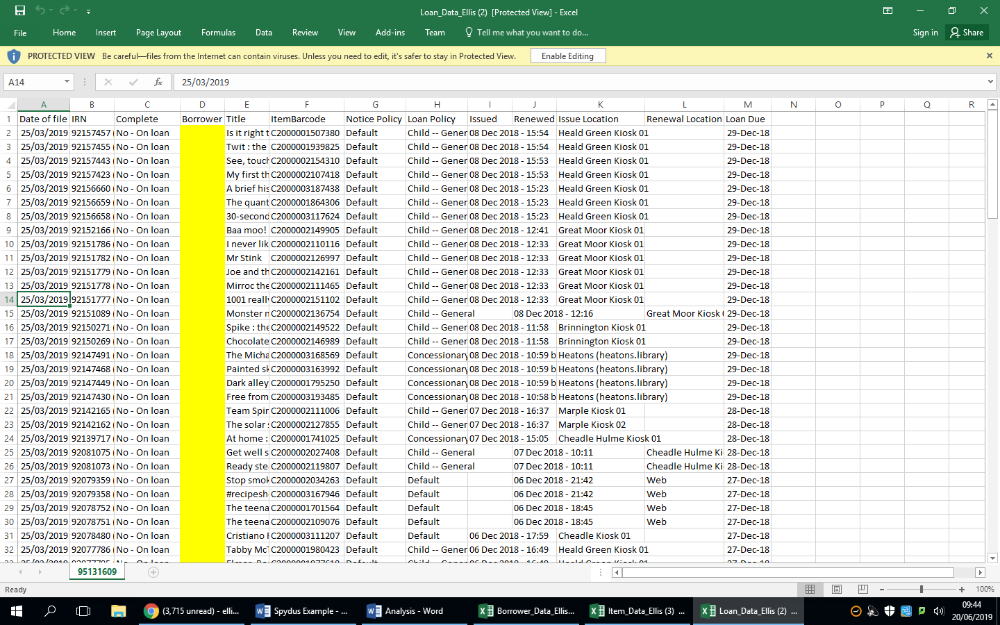 Loan_Data_Ellis (2) [Protected View] - Excel
File Home Insert Page Layout Formulas Data Review View Add-ins Team Tell me what you want to do... Sign in Share
PROTECTED VIEW Be careful—files from the Internet can contain viruses. Unless you need to edit, it's safer to stay in Protected View. Enable Editing
A14 fx 25/03/2019
A B C D E F G H I J K L M N O P Q R
1 Date of file IRN Complete Borrower Title ItemBarcode Notice Policy Loan Policy Issued Renewed Issue Location Renewal Location Loan Due
2 25/03/2019 92157457 ( No - On loan Is it right t C2000001507380 Default Child -- Gener 08 Dec 2018 - 15:54 Heald Green Kiosk 01 29-Dec-18
3 25/03/2019 92157455 ( No - On loan Twit : the C2000001939825 Default Child -- Gener 08 Dec 2018 - 15:54 Heald Green Kiosk 01 29-Dec-18
4 25/03/2019 92157443 ( No - On loan See, touch C2000002154310 Default Child -- Gener 08 Dec 2018 - 15:53 Heald Green Kiosk 01 29-Dec-18
5 25/03/2019 92157423 ( No - On loan My first th C2000002107418 Default Child -- Gener 08 Dec 2018 - 15:53 Heald Green Kiosk 01 29-Dec-18
6 25/03/2019 92156660 ( No - On loan A brief his C2000003187438 Default Child -- Gener 08 Dec 2018 - 15:23 Heald Green Kiosk 01 29-Dec-18
7 25/03/2019 92156659 ( No - On loan The quant C2000001864306 Default Child -- Gener 08 Dec 2018 - 15:23 Heald Green Kiosk 01 29-Dec-18
8 25/03/2019 92156658 ( No - On loan 30-second C2000003117624 Default Child -- Gener 08 Dec 2018 - 15:23 Heald Green Kiosk 01 29-Dec-18
9 25/03/2019 92152166 ( No - On loan Baa moo! C2000002149905 Default Child -- Gener 08 Dec 2018 - 12:41 Great Moor Kiosk 01 29-Dec-18
10 25/03/2019 92151786 ( No - On loan I never lik C2000002110116 Default Child -- Gener 08 Dec 2018 - 12:33 Great Moor Kiosk 01 29-Dec-18
11 25/03/2019 92151782 ( No - On loan Mr Stink C2000002126997 Default Child -- Gener 08 Dec 2018 - 12:33 Great Moor Kiosk 01 29-Dec-18
12 25/03/2019 92151779 ( No - On loan Joe and th C2000002142161 Default Child -- Gener 08 Dec 2018 - 12:33 Great Moor Kiosk 01 29-Dec-18
13 25/03/2019 92151778 ( No - On loan Mirroc the C2000002111465 Default Child -- Gener 08 Dec 2018 - 12:33 Great Moor Kiosk 01 29-Dec-18
14 25/03/2019 92151777 ( No - On loan 1001 reall C2000002151102 Default Child -- Gener 08 Dec 2018 - 12:33 Great Moor Kiosk 01 29-Dec-18
15 25/03/2019 92151089 ( No - On loan Monster m C2000002136754 Default Child -- General 08 Dec 2018 - 12:16 Great Moor Kiosk ( 29-Dec-18
16 25/03/2019 92150271 ( No - On loan Spike : the C2000002149522 Default Child -- Gener 08 Dec 2018 - 11:58 Brinnington Kiosk 01 29-Dec-18
17 25/03/2019 92150269 ( No - On loan Chocolate C2000002146989 Default Child -- Gener 08 Dec 2018 - 11:58 Brinnington Kiosk 01 29-Dec-18
18 25/03/2019 92147491 ( No - On loan The Micha C2000003168569 Default Concessionary 08 Dec 2018 - 10:59 b Heatons (heatons.library) 29-Dec-18
19 25/03/2019 92147468 ( No - On loan Painted sk C2000003163992 Default Concessionary 08 Dec 2018 - 10:59 b Heatons (heatons.library) 29-Dec-18
20 25/03/2019 92147449 ( No - On loan Dark alley C2000001795250 Default Concessionary 08 Dec 2018 - 10:59 b Heatons (heatons.library) 29-Dec-18
21 25/03/2019 92147430 ( No - On loan Free from C2000003193485 Default Concessionary 08 Dec 2018 - 10:58 b Heatons (heatons.library) 29-Dec-18
22 25/03/2019 92142165 ( No - On loan Team Spir C2000002111006 Default Child -- Gener 07 Dec 2018 - 16:37 Marple Kiosk 01 28-Dec-18
23 25/03/2019 92142162 ( No - On loan The solar s C2000002127855 Default Child -- Gener 07 Dec 2018 - 16:37 Marple Kiosk 02 28-Dec-18
24 25/03/2019 92139717 ( No - On loan At home : C2000001741025 Default Concessionary 07 Dec 2018 - 15:05 Cheadle Hulme Kiosk 01 28-Dec-18
25 25/03/2019 92081075 ( No - On loan Get well s C2000002027408 Default Child -- General 07 Dec 2018 - 10:11 Cheadle Hulme Ki 28-Dec-18
26 25/03/2019 92081073 ( No - On loan Ready ste C2000002119807 Default Child -- General 07 Dec 2018 - 10:11 Cheadle Hulme Ki 28-Dec-18
27 25/03/2019 92079359 ( No - On loan Stop smok C2000002034263 Default Default 06 Dec 2018 - 21:42 Web 27-Dec-18
28 25/03/2019 92079358 ( No - On loan #recipesh C2000003167946 Default Default 06 Dec 2018 - 21:42 Web 27-Dec-18
29 25/03/2019 92078752 ( No - On loan The teena C2000001701564 Default Default 06 Dec 2018 - 18:45 Web 27-Dec-18
30 25/03/2019 92078751 ( No - On loan The teena C2000002109076 Default Default 06 Dec 2018 - 18:45 Web 27-Dec-18
31 25/03/2019 92078480 ( No - On loan Cristiano R C2000003111207 Default Default 06 Dec 2018 - 17:59 Cheadle Kiosk 01 27-Dec-18
32 25/03/2019 92077786 ( No - On loan Tabby McT C2000001980423 Default Child -- Gener 06 Dec 2018 - 16:49 Heald Green Kiosk 01 27-Dec-18
95131609
Ready 100%
(3,715 unread) - elli... Spydus Example - ... Analysis - Word Borrower_Data_Ellis... Item_Data_Ellis (3) ... Loan_Data_Ellis (2) ... 09:44
20/06/2019